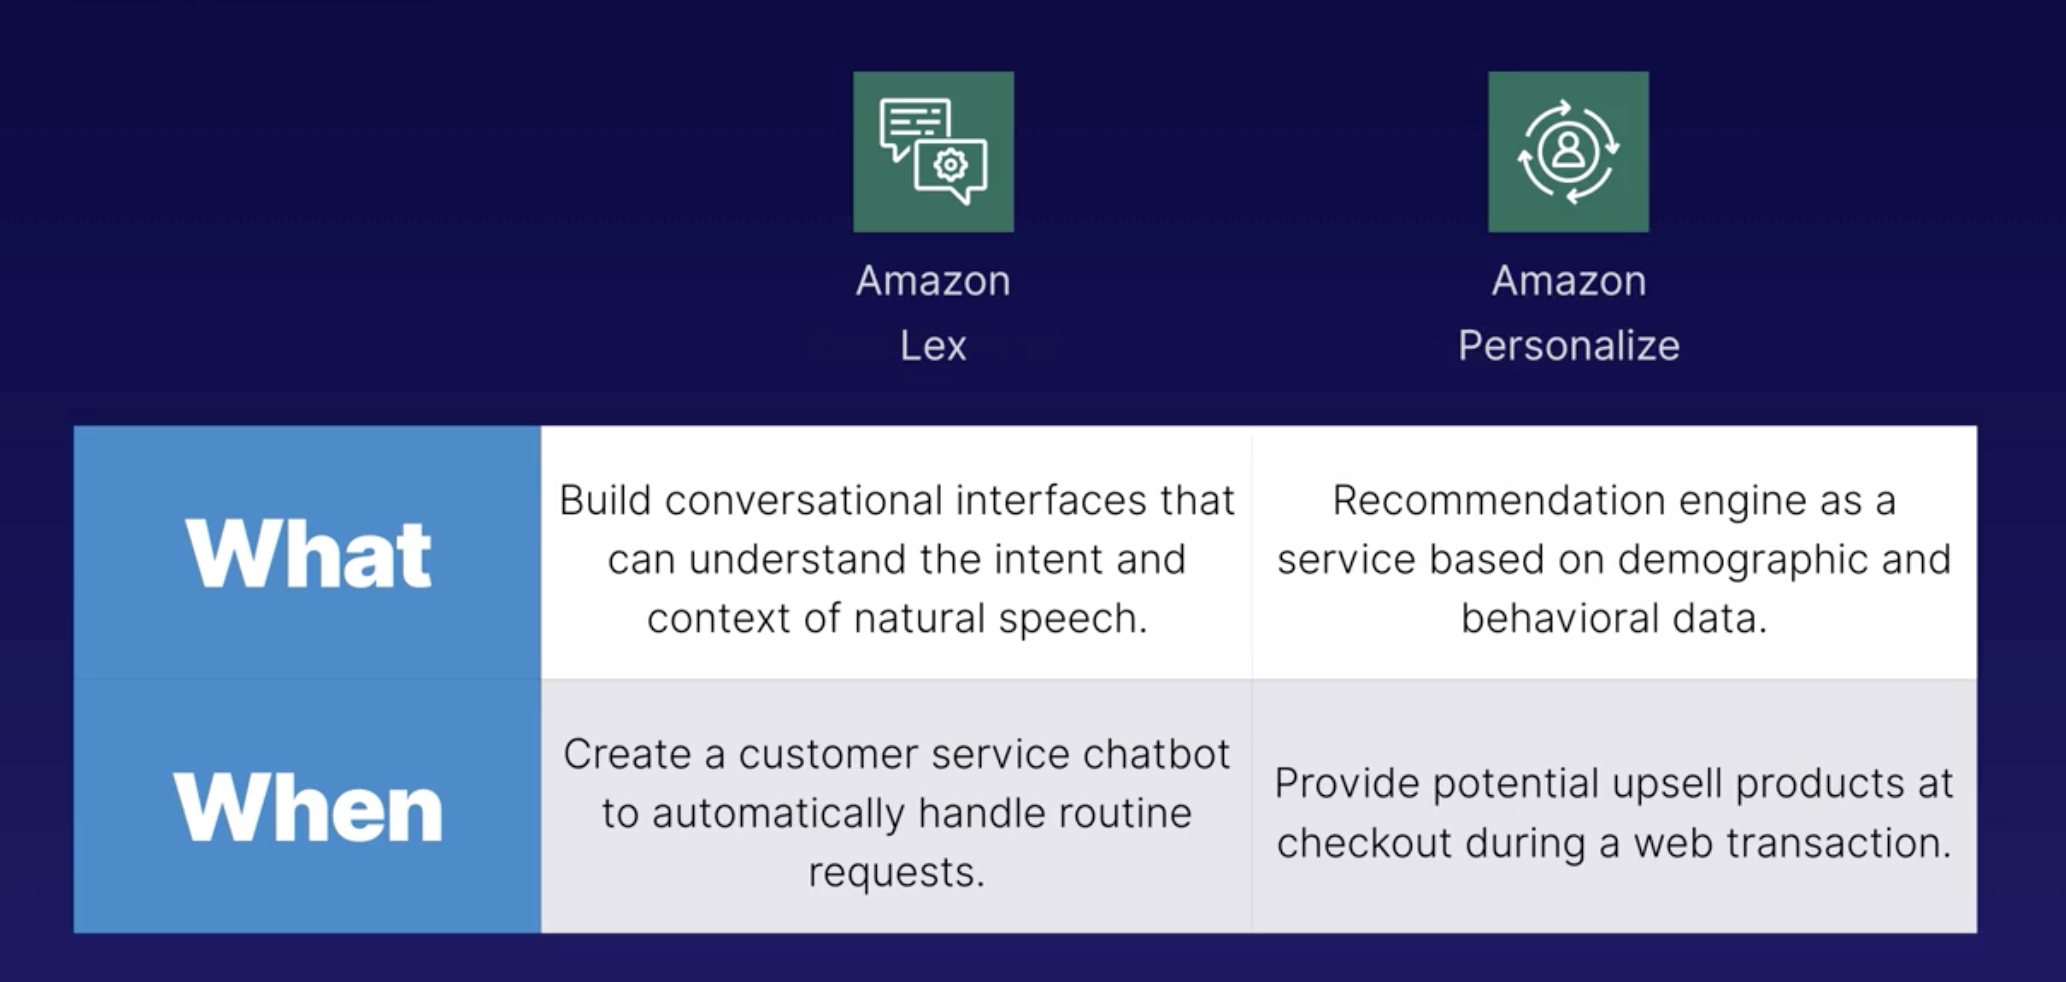 Amazon
Lex
Amazon
Personalize
What
Build conversational interfaces that
can understand the intent and
context of natural speech.
Recommendation engine as a
service based on demographic and
behavioral data.
When
Create a customer service chatbot
to automatically handle routine
requests.
Provide potential upsell products at
checkout during a web transaction.